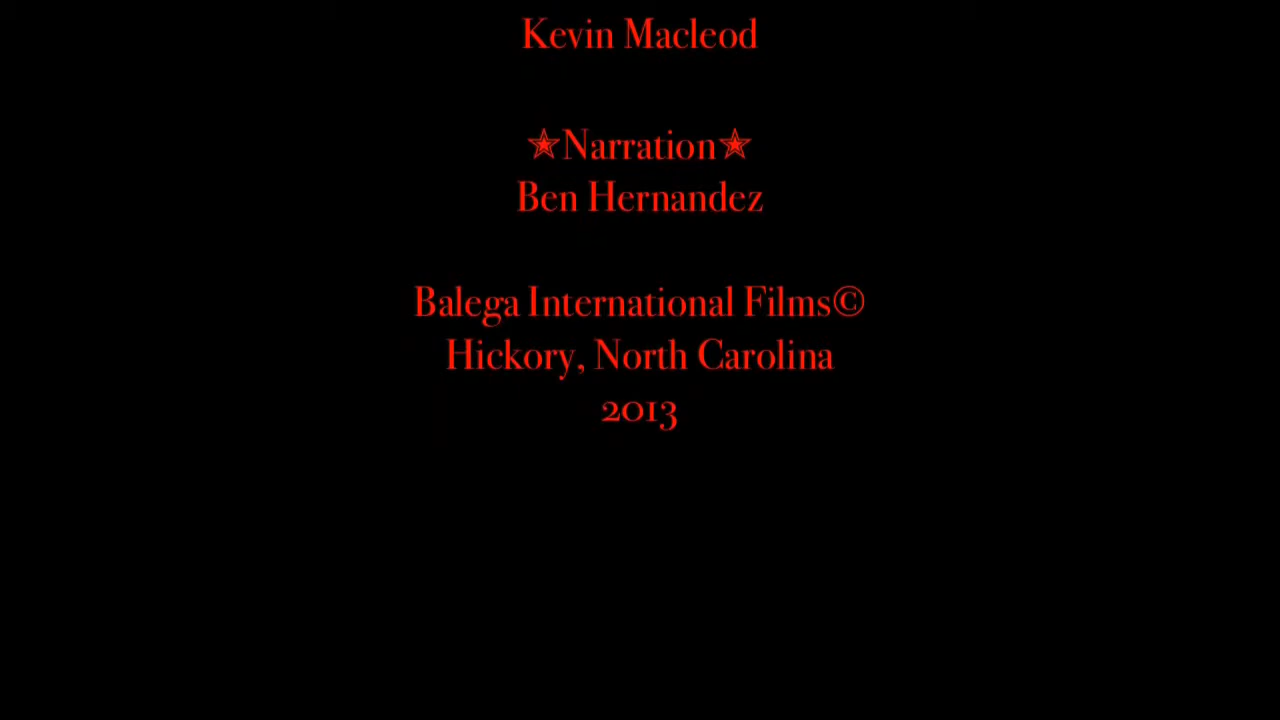 Kevin Macleod
✯Narration✯
Ben Hernandez
Balega International Films©
Hickory, North Carolina
2013